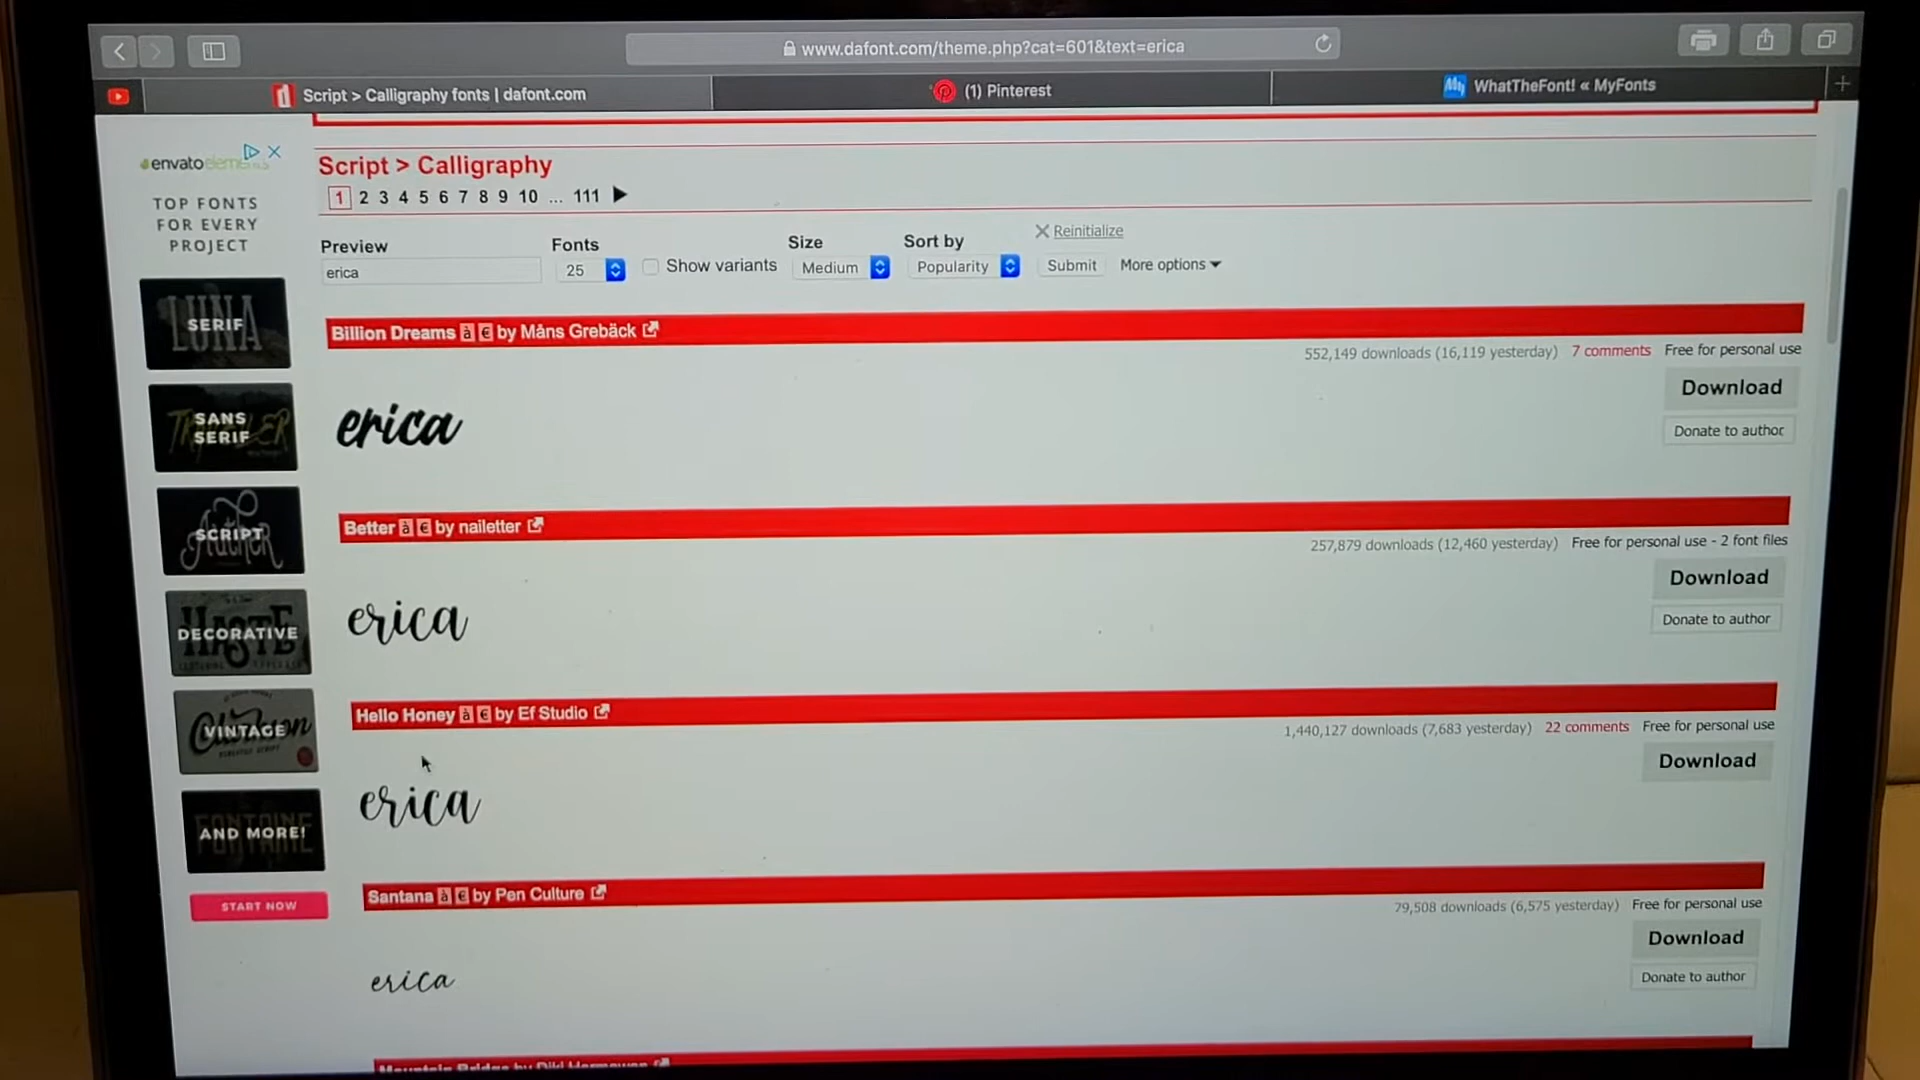 www.dafont.com/theme.php?cat=601&text=erica
Script > Calligraphy fonts | dafont.com
(1) Pinterest
WhatTheFont! « MyFonts
envato elements
TOP FONTS
FOR EVERY
PROJECT
LUNA
SERIF
SANS
SERIF
SCRIPT
HASTE
DECORATIVE
VINTAGE
AND MORE!
START NOW
Script > Calligraphy
1 2 3 4 5 6 7 8 9 10 ... 111
Preview
erica
Fonts
25
Show variants
Size
Medium
Sort by
Popularity
Reinitialize
Submit
More options
Billion Dreams à € by Måns Grebäck
552,149 downloads (16,119 yesterday) 7 comments Free for personal use
Download
Donate to author
erica
Better à € by nailetter
257,879 downloads (12,460 yesterday) Free for personal use - 2 font files
Download
Donate to author
erica
Hello Honey à € by Ef Studio
1,440,127 downloads (7,683 yesterday) 22 comments Free for personal use
Download
erica
Santana à € by Pen Culture
79,508 downloads (6,575 yesterday) Free for personal use
Download
Donate to author
erica